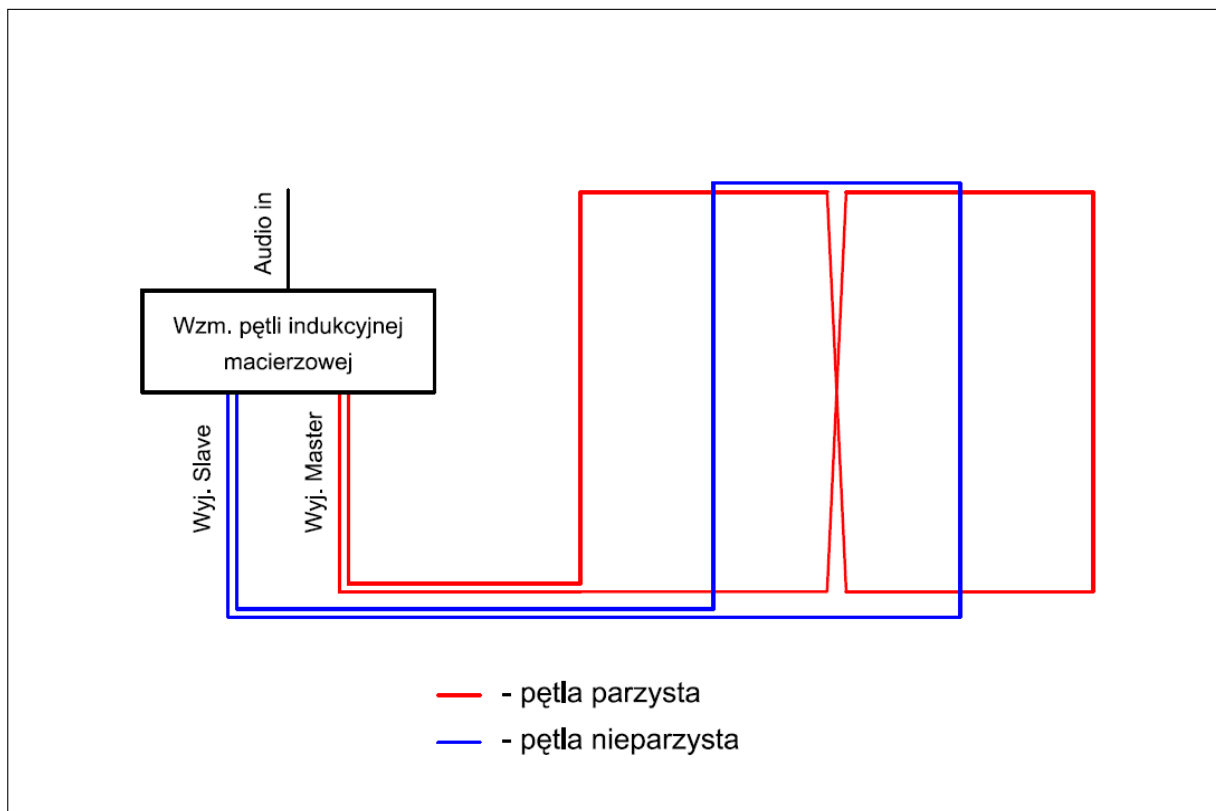 Audio in
Wzm. pętli indukcyjnej
macierzowej
Wyj. Slave
Wyj. Master
- pętla parzysta
- pętla nieparzysta